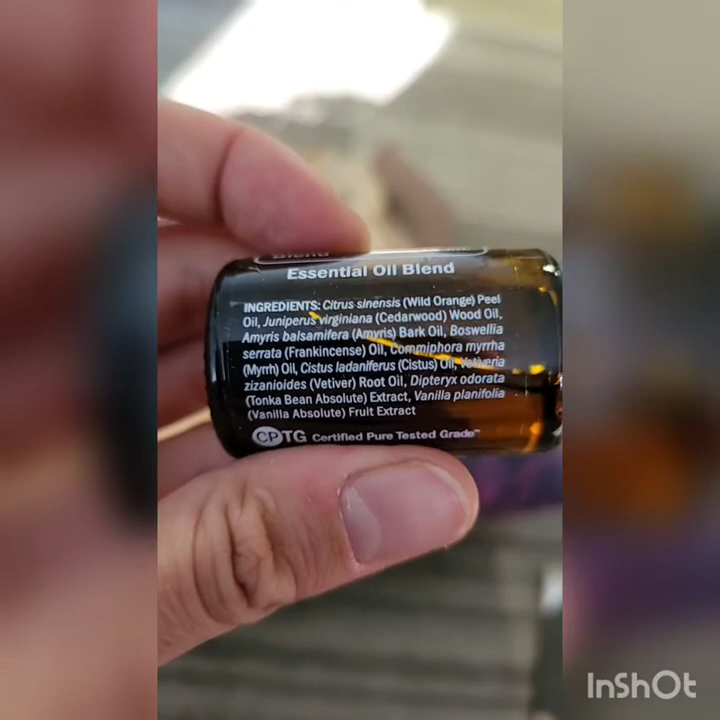 Blend
Essential Oil Blend
INGREDIENTS: Citrus sinensis (Wild Orange) Peel
Oil, Juniperus virginiana (Cedarwood) Wood Oil,
Amyris balsamifera (Amyris) Bark Oil, Boswellia
serrata (Frankincense) Oil, Commiphora myrrha
(Myrrh) Oil, Cistus ladaniferus (Cistus) Oil, Vetiveria
zizanioides (Vetiver) Root Oil, Dipteryx odorata
(Tonka Bean Absolute) Extract, Vanilla planifolia
(Vanilla Absolute) Fruit Extract
CPTG Certified Pure Tested Grade™
InShOt